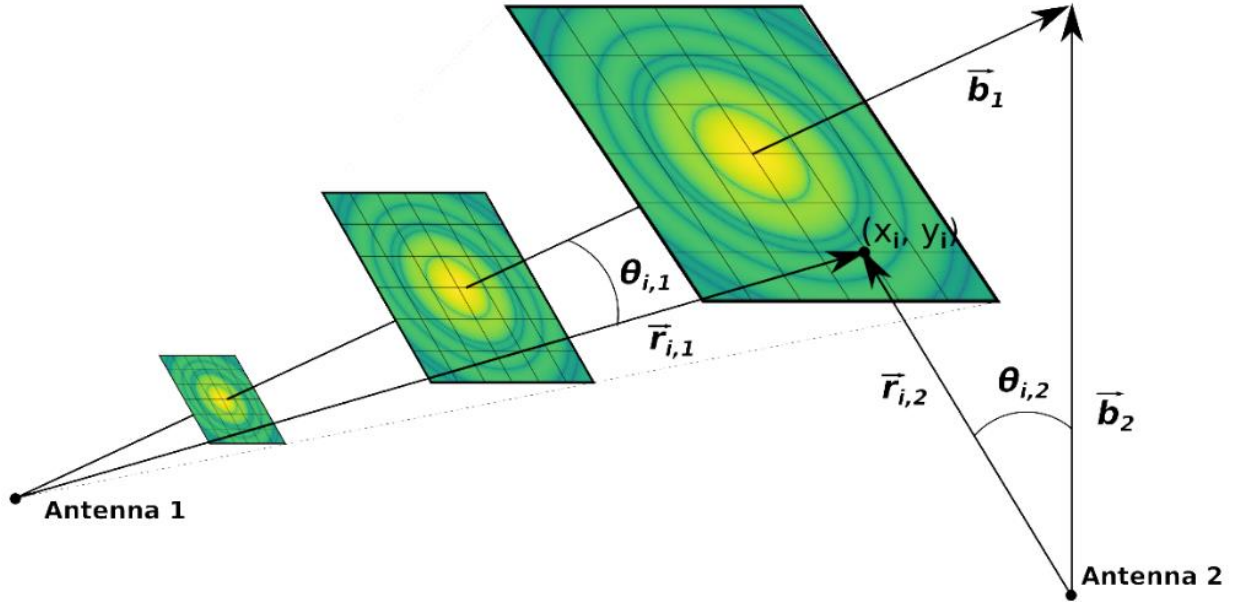 b₁
(xᵢ, yᵢ)
θᵢ,₁
rᵢ,₁
θᵢ,₂
rᵢ,₂
b₂
Antenna 1
Antenna 2